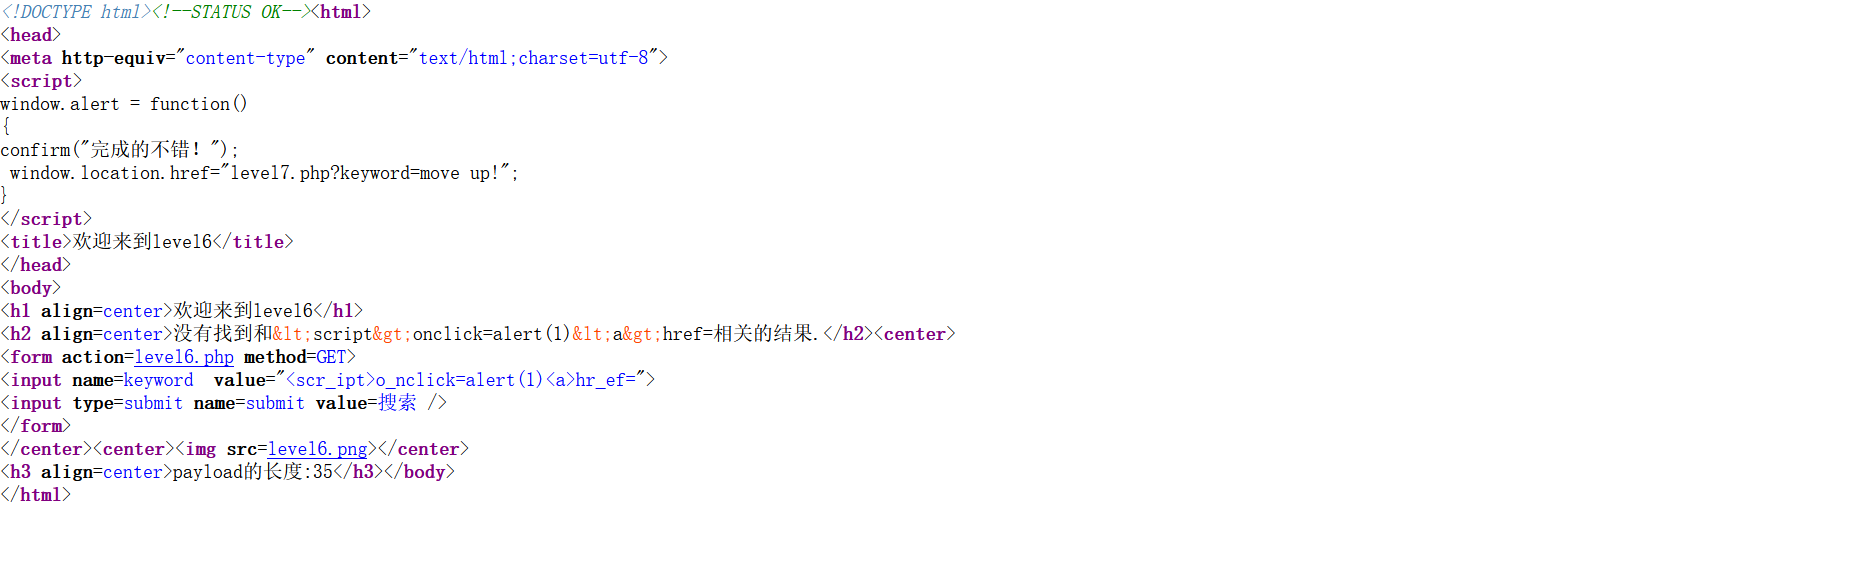 <!DOCTYPE html><!--STATUS OK--><html>
<head>
<meta http-equiv="content-type" content="text/html;charset=utf-8">
<script>
window.alert = function()
{
confirm("完成的不错！");
 window.location.href="level7.php?keyword=move up!";
}
</script>
<title>欢迎来到level6</title>
</head>
<body>
<h1 align=center>欢迎来到level6</h1>
<h2 align=center>没有找到和&lt;script&gt;onclick=alert(1)&lt;a&gt;href=相关的结果.</h2><center>
<form action=level6.php method=GET>
<input name=keyword  value="<scr_ipt>o_nclick=alert(1)<a>hr_ef=">
<input type=submit name=submit value=搜索 />
</form>
</center><center><img src=level6.png></center>
<h3 align=center>payload的长度:35</h3></body>
</html>